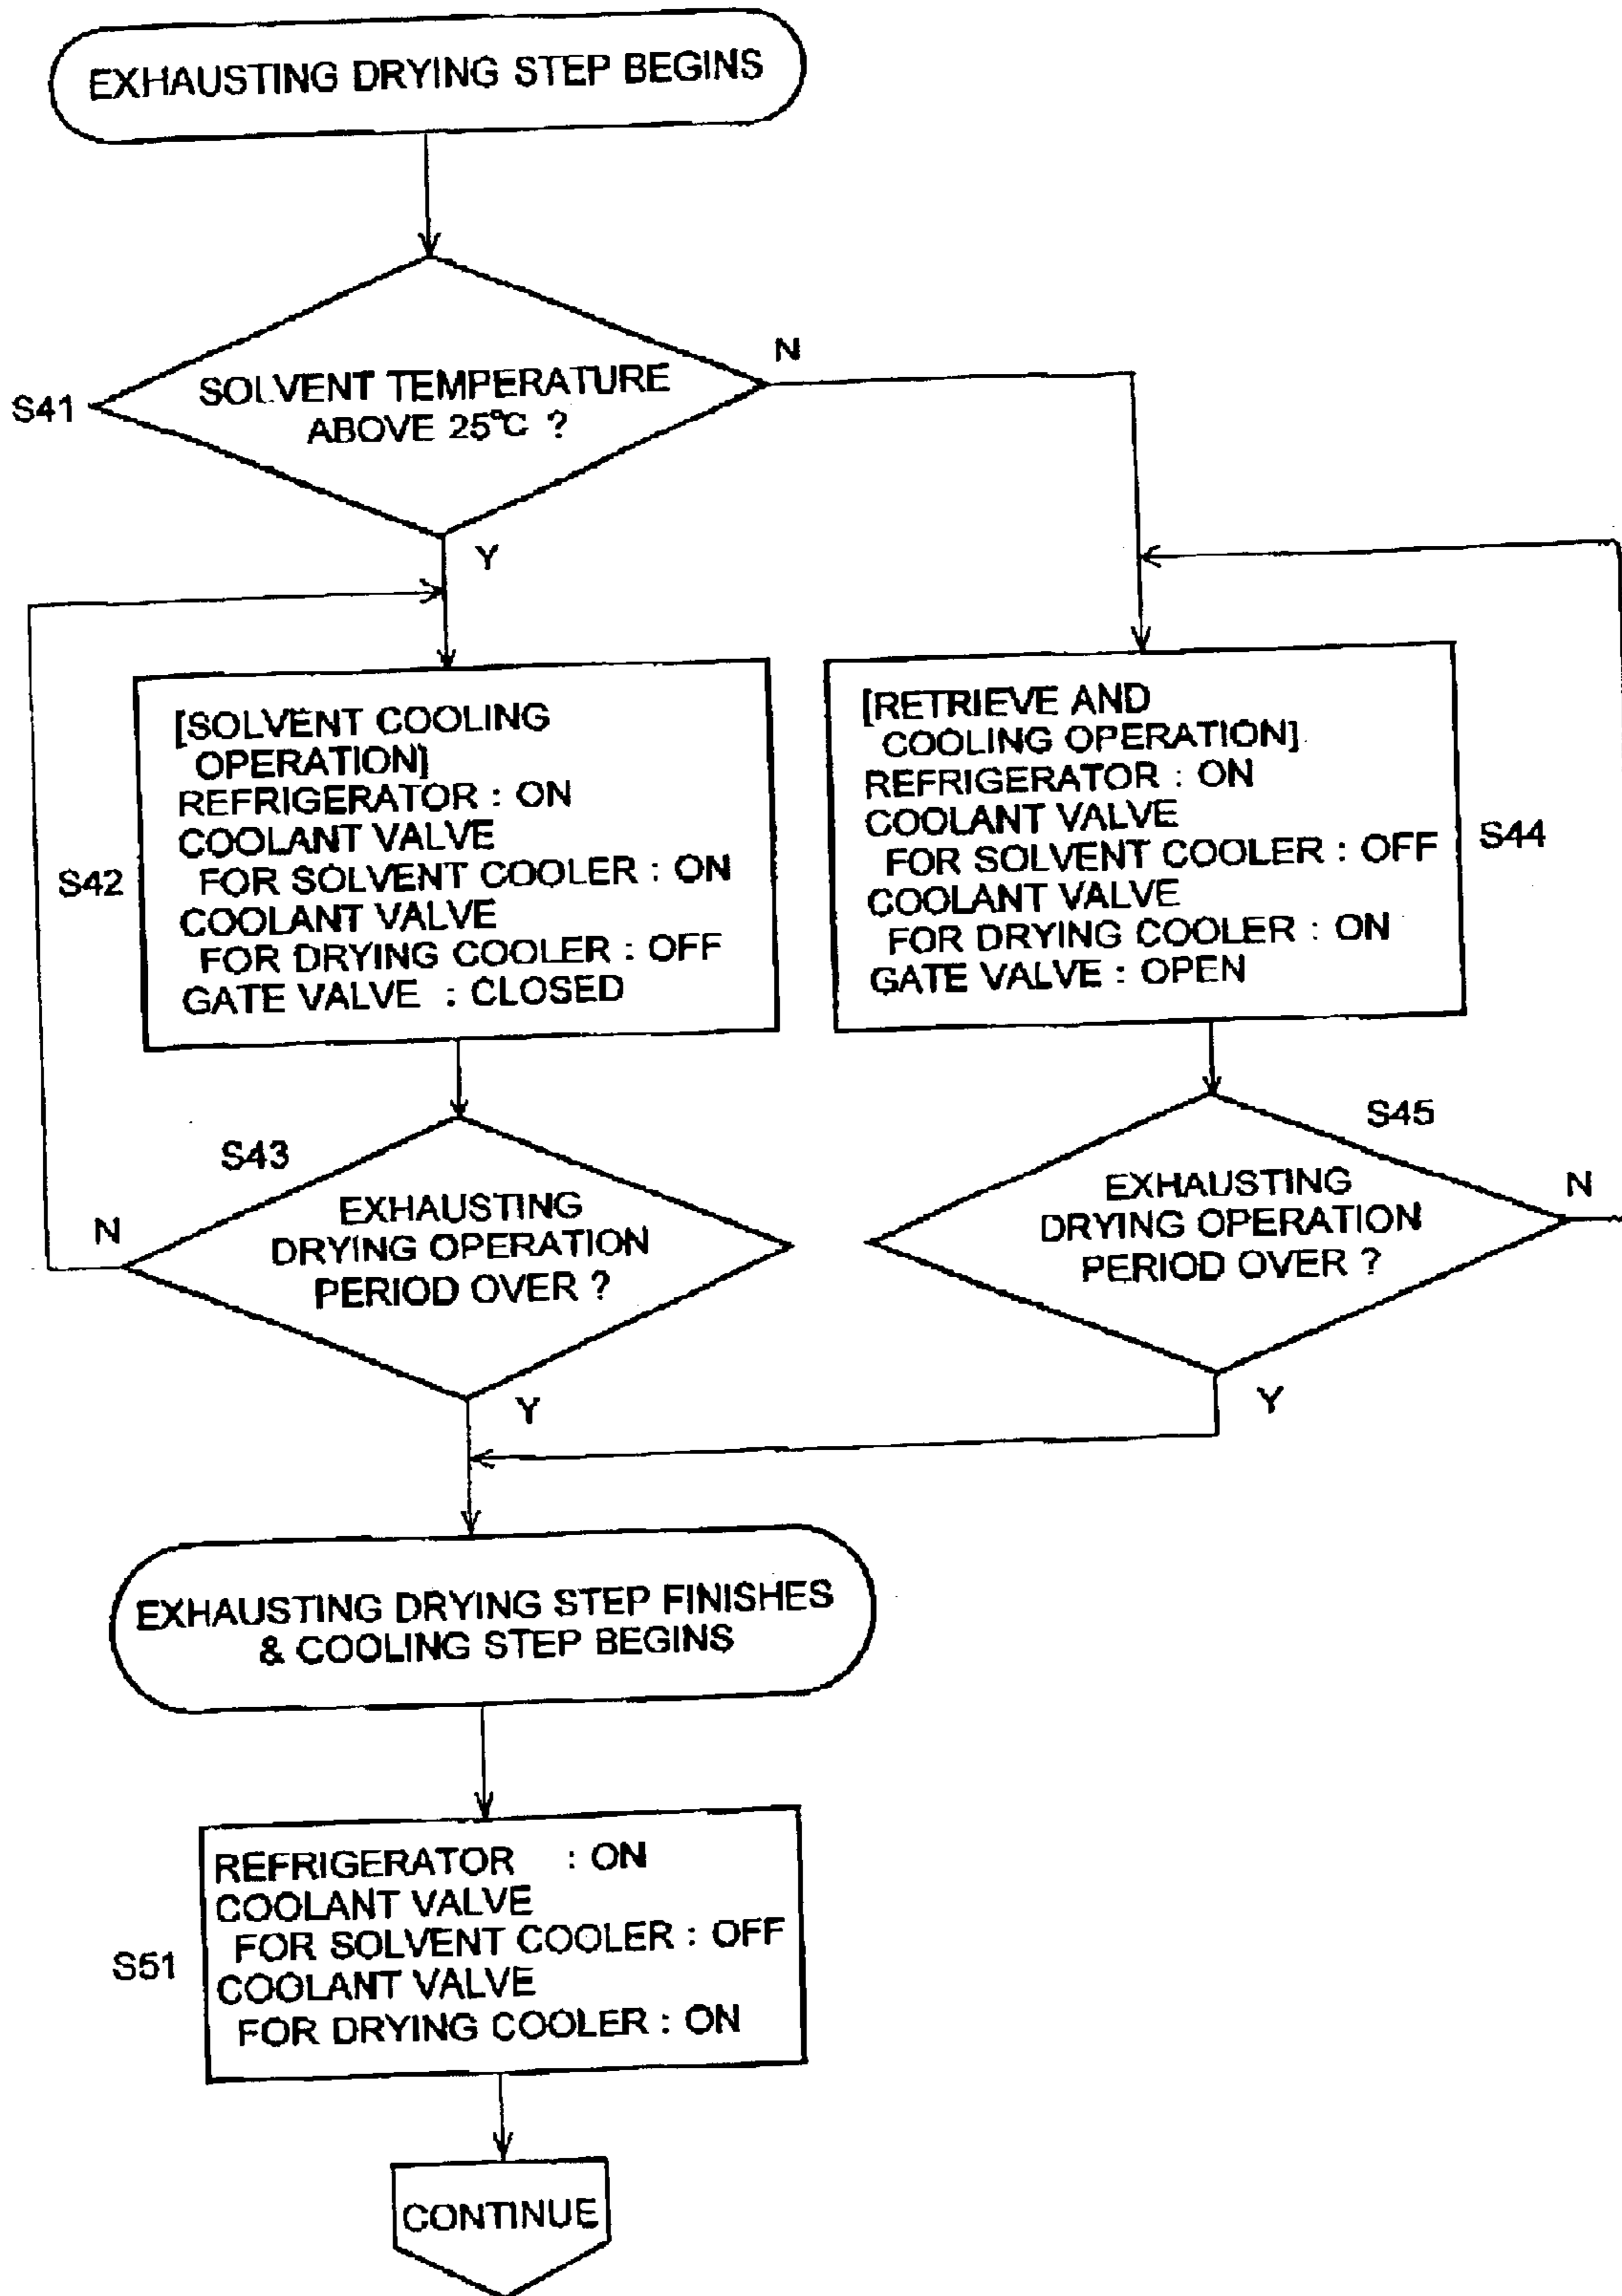 EXHAUSTING DRYING STEP BEGINS
N
S41
SOLVENT TEMPERATURE
ABOVE 25°C ?
Y
[SOLVENT COOLING
OPERATION]
REFRIGERATOR : ON
COOLANT VALVE
FOR SOLVENT COOLER : ON
COOLANT VALVE
FOR DRYING COOLER : OFF
GATE VALVE : CLOSED
S42
[RETRIEVE AND
COOLING OPERATION]
REFRIGERATOR : ON
COOLANT VALVE
FOR SOLVENT COOLER : OFF
COOLANT VALVE
FOR DRYING COOLER : ON
GATE VALVE : OPEN
S44
S43
N
EXHAUSTING
DRYING OPERATION
PERIOD OVER ?
Y
S45
EXHAUSTING
DRYING OPERATION
PERIOD OVER ?
N
Y
EXHAUSTING DRYING STEP FINISHES
& COOLING STEP BEGINS
S51
REFRIGERATOR : ON
COOLANT VALVE
FOR SOLVENT COOLER : OFF
COOLANT VALVE
FOR DRYING COOLER : ON
CONTINUE